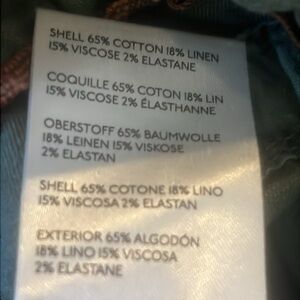 SHELL 65% COTTON 18% LINEN
15% VISCOSE 2% ELASTANE
COQUILLE 65% COTON 18% LIN
15% VISCOSE 2% ÉLASTHANNE
OBERSTOFF 65% BAUMWOLLE
18% LEINEN 15% VISKOSE
2% ELASTAN
SHELL 65% COTONE 18% LINO
15% VISCOSA 2% ELASTAN
EXTERIOR 65% ALGODÓN
18% LINO 15% VISCOSA
2% ELASTANE